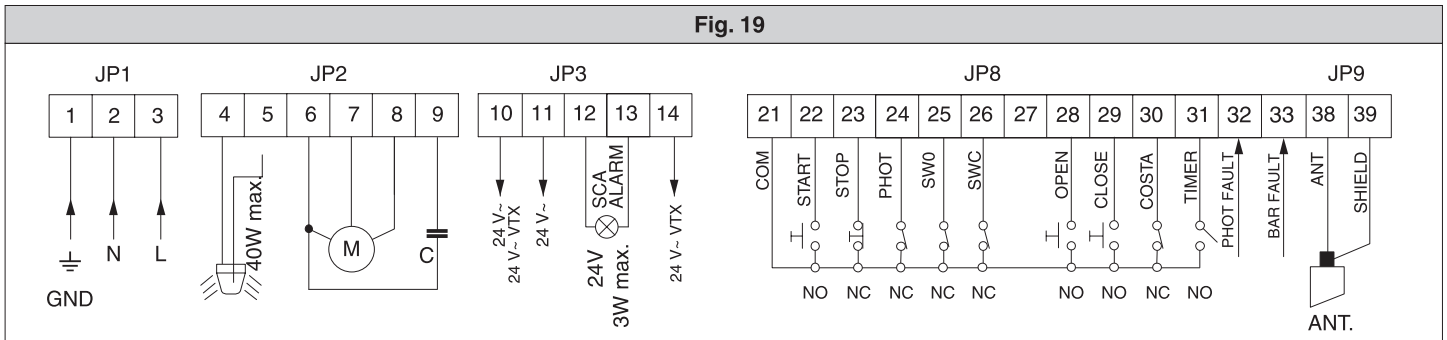 Fig. 19
JP1 JP2 JP3 JP8 JP9
1 2 3 4 5 6 7 8 9 10 11 12 13 14 21 22 23 24 25 26 27 28 29 30 31 32 33 38 39
GND
N
L
40W max.
M
C
24 V~
24 V~ VTX
24 V~
SCA
ALARM
24V
3W max.
24 V~ VTX
COM
START
STOP
PHOT
SW0
SWC
OPEN
CLOSE
COSTA
TIMER
PHOT FAULT
BAR FAULT
ANT
SHIELD
NO NC NC NC NC NO NO NC NO
ANT.